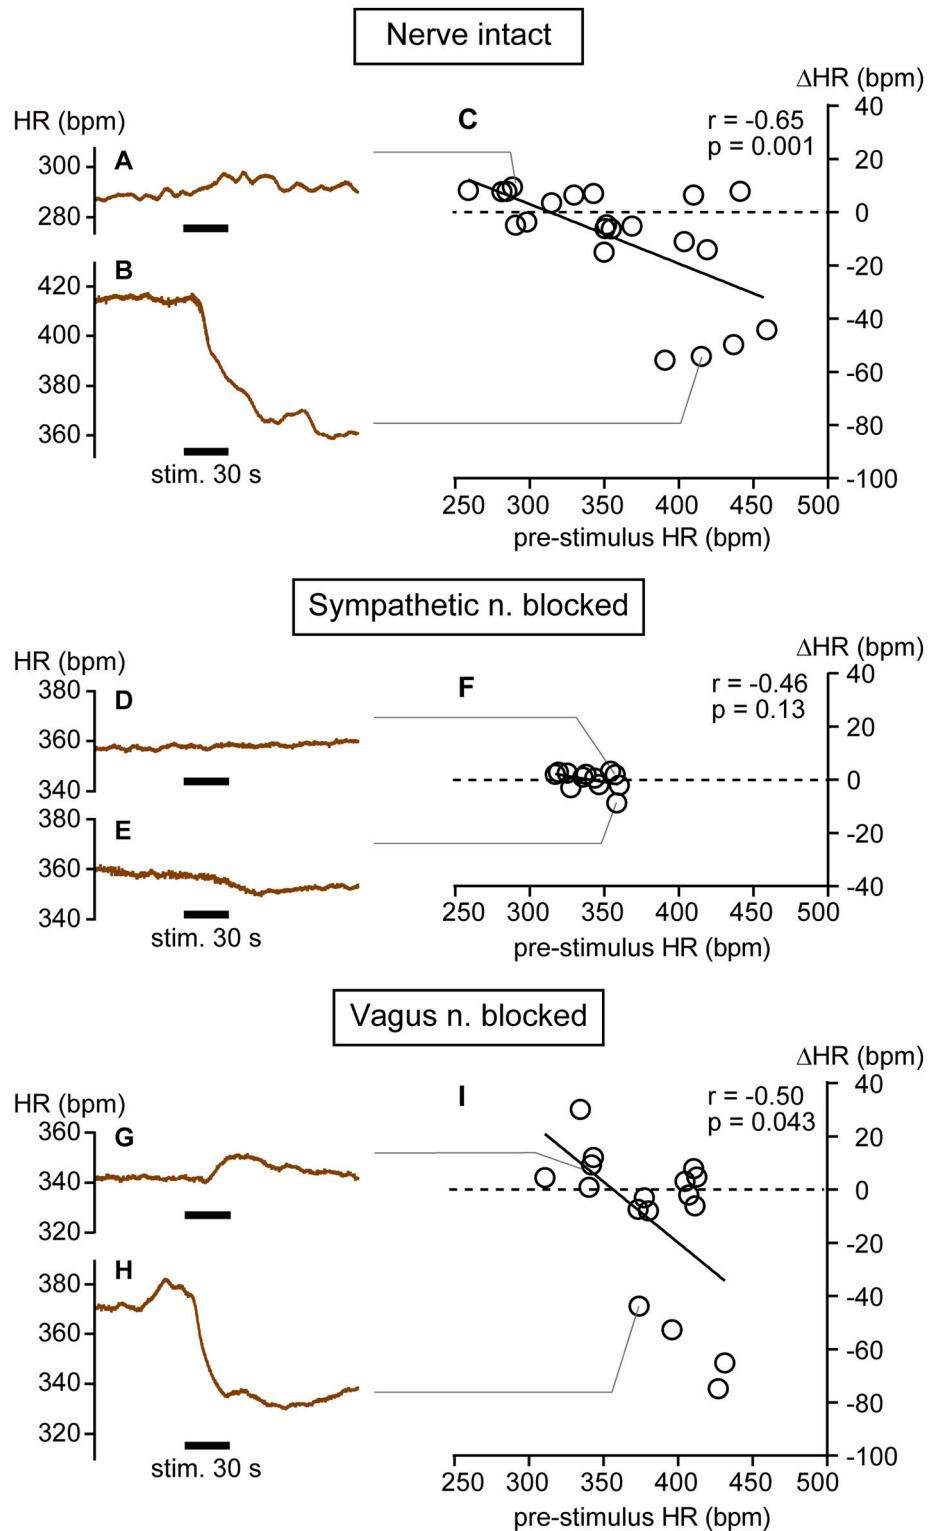 Nerve intact
HR (bpm)
ΔHR (bpm)
A
300
280
B
420
400
380
360
stim. 30 s
C
r = -0.65
p = 0.001
40
20
0
-20
-40
-60
-80
-100
250 300 350 400 450 500
pre-stimulus HR (bpm)
Sympathetic n. blocked
HR (bpm)
ΔHR (bpm)
D
380
360
340
E
380
360
340
stim. 30 s
F
r = -0.46
p = 0.13
40
20
0
-20
-40
250 300 350 400 450 500
pre-stimulus HR (bpm)
Vagus n. blocked
HR (bpm)
ΔHR (bpm)
G
360
340
320
H
380
360
340
320
stim. 30 s
I
r = -0.50
p = 0.043
40
20
0
-20
-40
-60
-80
-100
250 300 350 400 450 500
pre-stimulus HR (bpm)